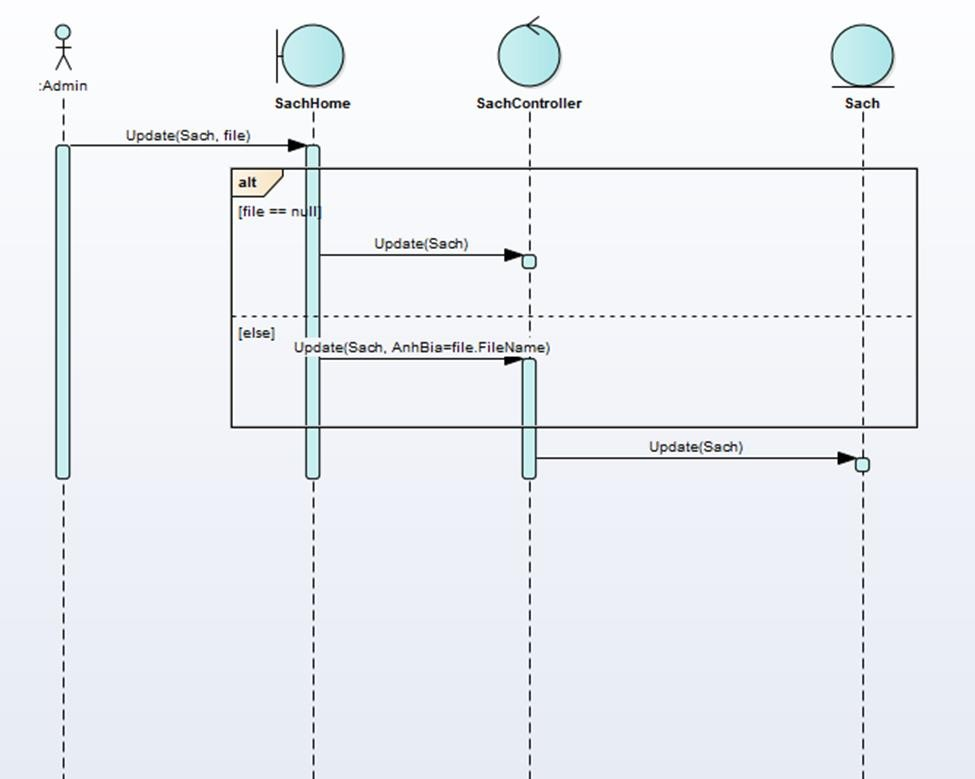 :Admin
SachHome
SachController
Sach
Update(Sach, file)
alt
[file == null]
Update(Sach)
[else]
Update(Sach, AnhBia=file.FileName)
Update(Sach)